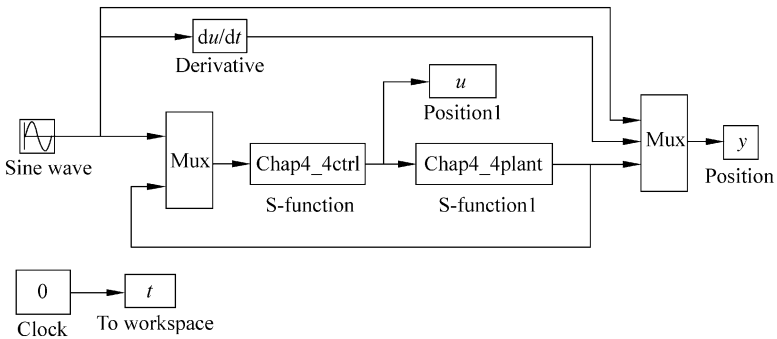 du/dt
Derivative
u
Position1
Sine wave
Mux
Chap4_4ctrl
S-function
Chap4_4plant
S-function1
Mux
y
Position
0
Clock
t
To workspace